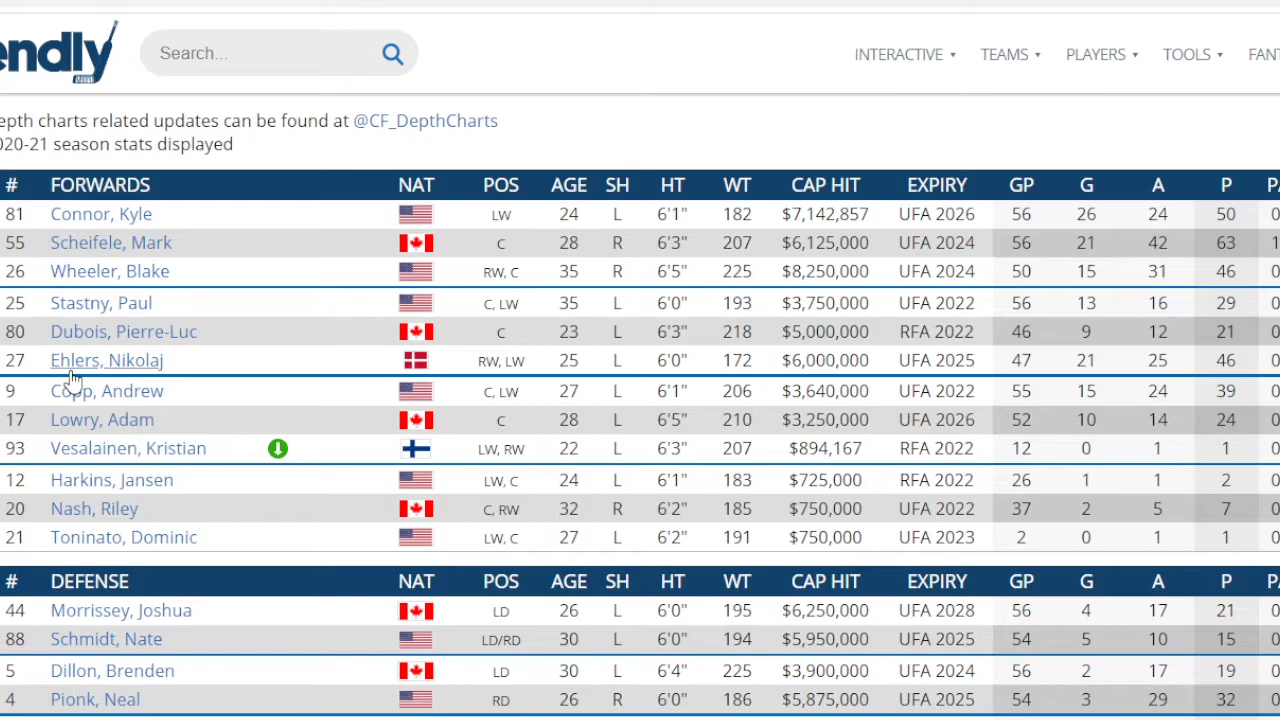 endly
Search...
INTERACTIVE TEAMS PLAYERS TOOLS FANT
epth charts related updates can be found at @CF_DepthCharts
020-21 season stats displayed
# FORWARDS NAT POS AGE SH HT WT CAP HIT EXPIRY GP G A P P
81 Connor, Kyle LW 24 L 6'1" 182 $7,142,857 UFA 2026 56 26 24 50 0
55 Scheifele, Mark C 28 R 6'3" 207 $6,125,000 UFA 2024 56 21 42 63 1
26 Wheeler, Blake RW, C 35 R 6'5" 225 $8,250,000 UFA 2024 50 15 31 46 0
25 Stastny, Paul C, LW 35 L 6'0" 193 $3,750,000 UFA 2022 56 13 16 29 0
80 Dubois, Pierre-Luc C 23 L 6'3" 218 $5,000,000 RFA 2022 46 9 12 21 0
27 Ehlers, Nikolaj RW, LW 25 L 6'0" 172 $6,000,000 UFA 2025 47 21 25 46 0
9 Copp, Andrew C, LW 27 L 6'1" 206 $3,640,000 UFA 2022 55 15 24 39 0
17 Lowry, Adam C 28 L 6'5" 210 $3,250,000 UFA 2026 52 10 14 24 0
93 Vesalainen, Kristian LW, RW 22 L 6'3" 207 $894,167 RFA 2022 12 0 1 1 0
12 Harkins, Jansen LW, C 24 L 6'1" 183 $725,000 RFA 2022 26 1 1 2 0
20 Nash, Riley C, RW 32 R 6'2" 185 $750,000 UFA 2022 37 2 5 7 0
21 Toninato, Dominic LW, C 27 L 6'2" 191 $750,000 UFA 2023 2 0 1 1 0
# DEFENSE NAT POS AGE SH HT WT CAP HIT EXPIRY GP G A P P
44 Morrissey, Joshua LD 26 L 6'0" 195 $6,250,000 UFA 2028 56 4 17 21 0
88 Schmidt, Nate LD/RD 30 L 6'0" 194 $5,950,000 UFA 2025 54 5 10 15 0
5 Dillon, Brenden LD 30 L 6'4" 225 $3,900,000 UFA 2024 56 2 17 19 0
4 Pionk, Neal RD 26 R 6'0" 186 $5,875,000 UFA 2025 54 3 29 32 0